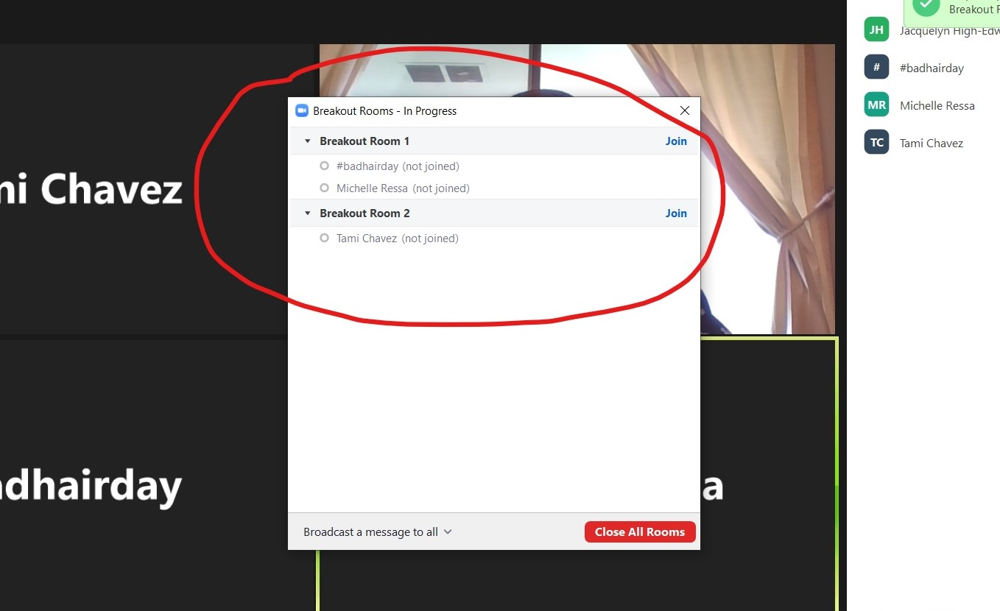 Breakout
JH Jacquelyn High-Edw
# #badhairday
MR Michelle Ressa
TC Tami Chavez
Chavez
Breakout Rooms - In Progress
Breakout Room 1 Join
#badhairday (not joined)
Michelle Ressa (not joined)
Breakout Room 2 Join
Tami Chavez (not joined)
adhairday
a
Broadcast a message to all
Close All Rooms